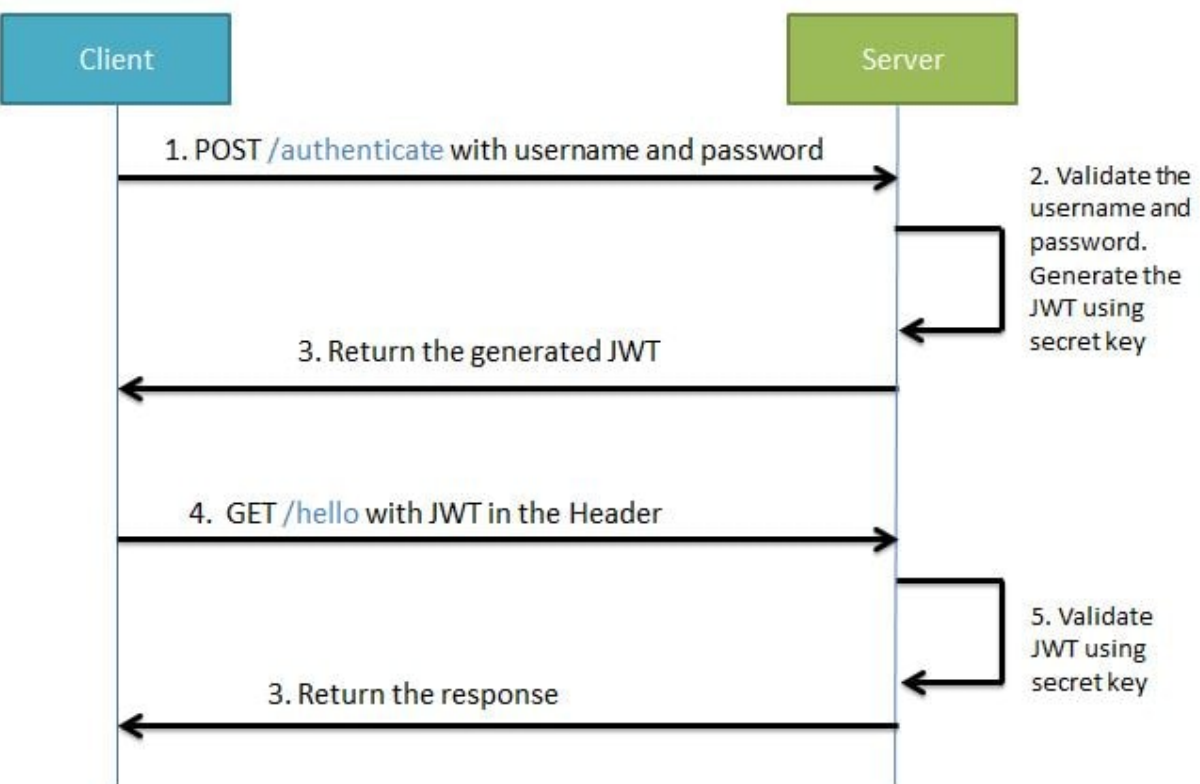 Client
Server
1. POST /authenticate with username and password
2. Validate the
username and
password.
Generate the
JWT using
secret key
3. Return the generated JWT
4. GET /hello with JWT in the Header
5. Validate
JWT using
secret key
3. Return the response